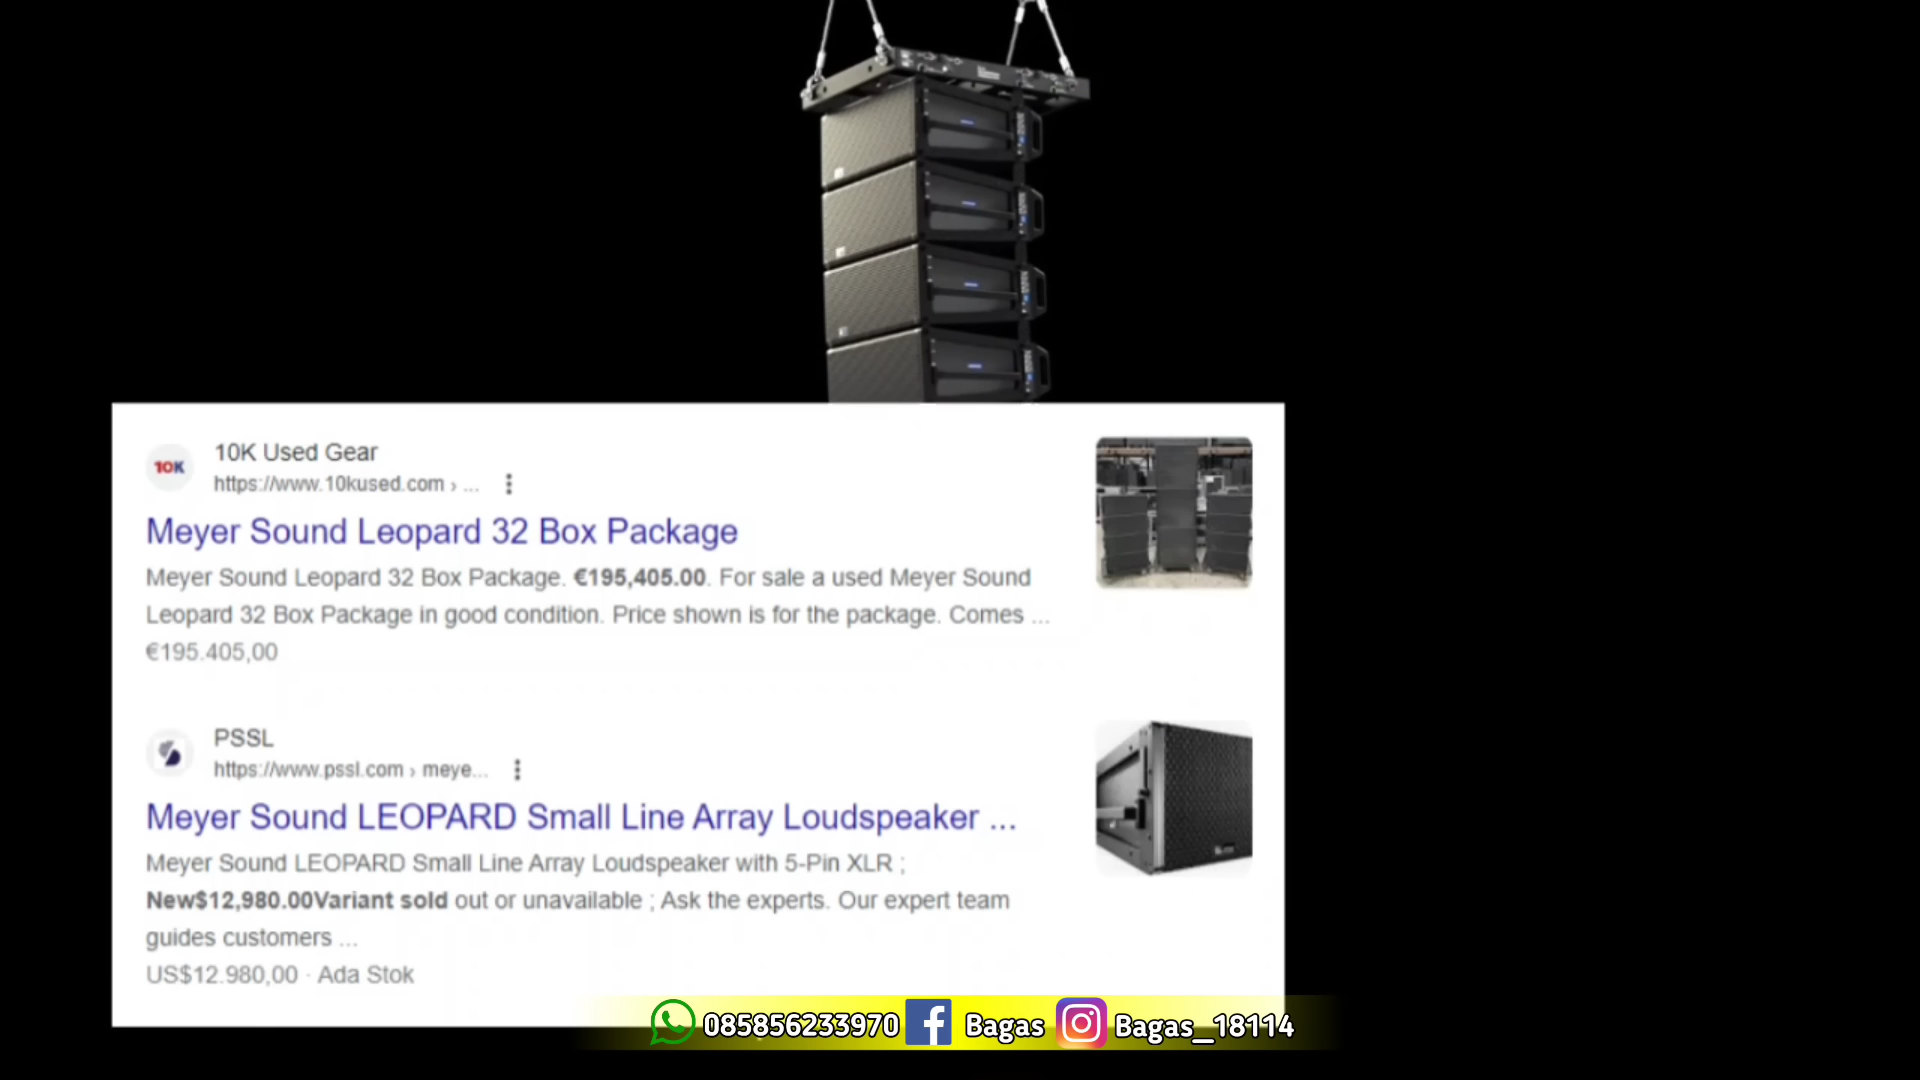 10K
10K Used Gear
https://www.10kused.com › ...
Meyer Sound Leopard 32 Box Package
Meyer Sound Leopard 32 Box Package. €195,405.00. For sale a used Meyer Sound
Leopard 32 Box Package in good condition. Price shown is for the package. Comes ...
€195.405,00
PSSL
https://www.pssl.com › meye...
Meyer Sound LEOPARD Small Line Array Loudspeaker ...
Meyer Sound LEOPARD Small Line Array Loudspeaker with 5-Pin XLR ;
New$12,980.00Variant sold out or unavailable ; Ask the experts. Our expert team
guides customers ...
US$12.980,00 · Ada Stok
085856233970 Bagas Bagas_18114